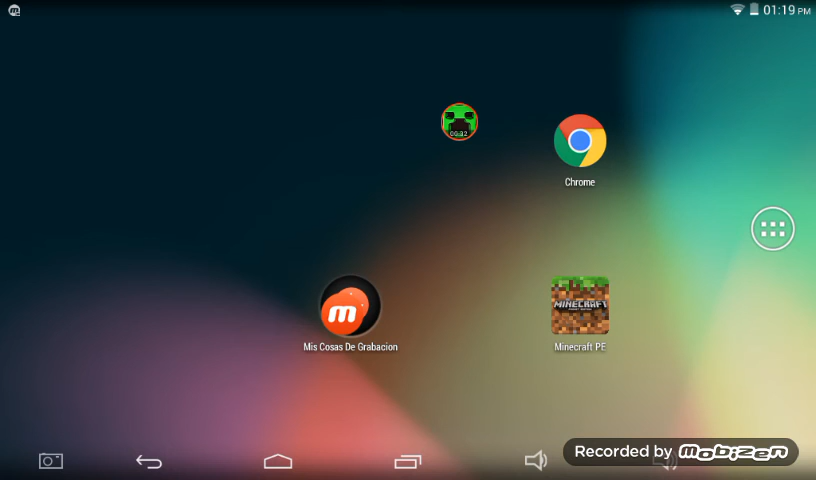 01:19 PM
00:32
Chrome
m
MINECRAFT
Mis Cosas De Grabacion
Minecraft PE
Recorded by mobizen